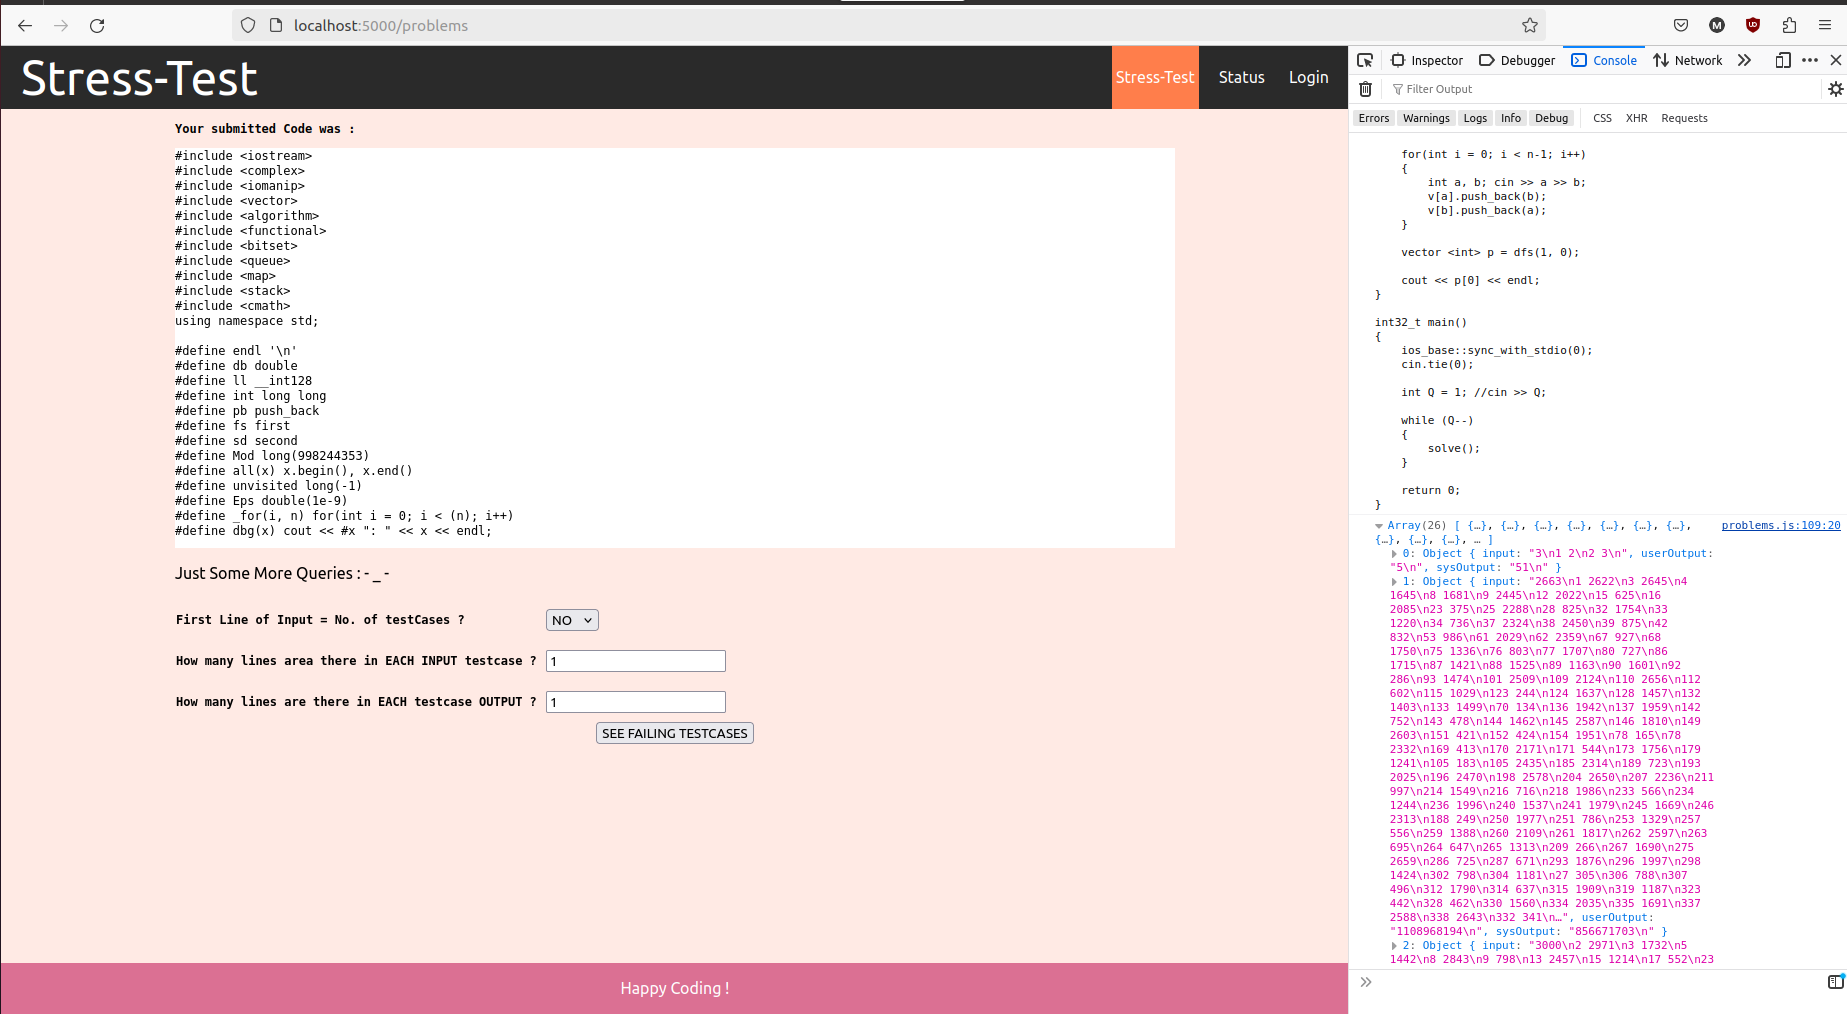 localhost:5000/problems
Stress-Test
Stress-Test Status Login
Your submitted Code was :
#include <iostream>
#include <complex>
#include <iomanip>
#include <vector>
#include <algorithm>
#include <functional>
#include <bitset>
#include <queue>
#include <map>
#include <stack>
#include <cmath>
using namespace std;
#define endl '\n'
#define db double
#define ll __int128
#define int long long
#define pb push_back
#define fs first
#define sd second
#define Mod long(998244353)
#define all(x) x.begin(), x.end()
#define unvisited long(-1)
#define Eps double(1e-9)
#define _for(i, n) for(int i = 0; i < (n); i++)
#define dbg(x) cout << #x ": " << x << endl;
Just Some More Queries : - _ -
First Line of Input = No. of testCases ? NO
How many lines area there in EACH INPUT testcase ? 1
How many lines are there in EACH testcase OUTPUT ? 1
SEE FAILING TESTCASES
Happy Coding !
Inspector Debugger Console Network
Filter Output
Errors Warnings Logs Info Debug CSS XHR Requests
for(int i = 0; i < n-1; i++)
{
int a, b; cin >> a >> b;
v[a].push_back(b);
v[b].push_back(a);
}
vector <int> p = dfs(1, 0);
cout << p[0] << endl;
}
int32_t main()
{
ios_base::sync_with_stdio(0);
cin.tie(0);
int Q = 1; //cin >> Q;
while (Q--)
{
solve();
}
return 0;
}
Array(26) [ {…}, {…}, {…}, {…}, {…}, {…}, {…}, problems.js:109:20
{…}, {…}, {…}, … ]
0: Object { input: "3\n1 2\n2 3\n", userOutput:
"5\n", sysOutput: "51\n" }
1: Object { input: "2663\n1 2622\n3 2645\n4
1645\n8 1681\n9 2445\n12 2022\n15 625\n16
2085\n23 375\n25 2288\n28 825\n32 1754\n33
1220\n34 736\n37 2324\n38 2450\n39 875\n42
832\n53 986\n61 2029\n62 2359\n67 927\n68
1750\n75 1336\n76 803\n77 1707\n80 727\n86
1715\n87 1421\n88 1525\n89 1163\n90 1601\n92
286\n93 1474\n101 2509\n109 2124\n110 2656\n112
602\n115 1029\n123 244\n124 1637\n128 1457\n132
1403\n133 1499\n70 134\n136 1942\n137 1959\n142
752\n143 478\n144 1462\n145 2587\n146 1810\n149
2603\n151 421\n152 424\n154 1951\n78 165\n78
2332\n169 413\n170 2171\n171 544\n173 1756\n179
1241\n105 183\n105 2435\n185 2314\n189 723\n193
2025\n196 2470\n198 2578\n204 2650\n207 2236\n211
997\n214 1549\n216 716\n218 1986\n233 566\n234
1244\n236 1996\n240 1537\n241 1979\n245 1669\n246
2313\n188 249\n250 1977\n251 786\n253 1329\n257
556\n259 1388\n260 2109\n261 1817\n262 2597\n263
695\n264 647\n265 1313\n209 266\n267 1690\n275
2659\n286 725\n287 671\n293 1876\n296 1997\n298
1424\n302 798\n304 1181\n27 305\n306 788\n307
496\n312 1790\n314 637\n315 1909\n319 1187\n323
442\n328 462\n330 1560\n334 2035\n335 1691\n337
2588\n338 2643\n332 341\n…", userOutput:
"1108968194\n", sysOutput: "856671703\n" }
2: Object { input: "3000\n2 2971\n3 1732\n5
1442\n8 2843\n9 798\n13 2457\n15 1214\n17 552\n23